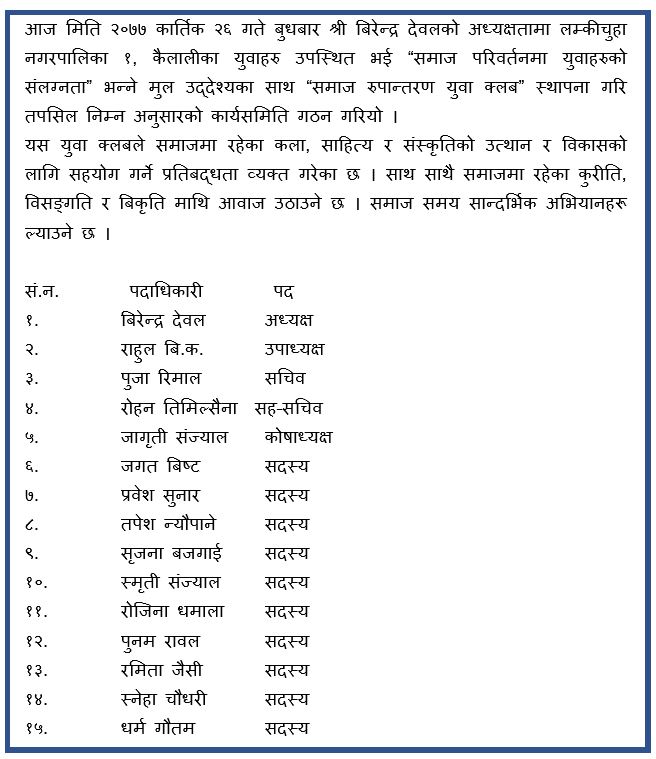 आज मिति २०७७ कार्तिक २६ गते बुधबार श्री बिरेन्द्र देवलको अध्यक्षतामा लम्कीचुहा
नगरपालिका १, कैलालीका युवाहरु उपस्थित भई “समाज परिवर्तनमा युवाहरुको
संलग्नता” भन्ने मुल उद्देश्यका साथ “समाज रुपान्तरण युवा क्लब” स्थापना गरि
तपसिल निम्न अनुसारको कार्यसमिति गठन गरियो ।
यस युवा क्लबले समाजमा रहेका कला, साहित्य र संस्कृतिको उत्थान र विकासको
लागि सहयोग गर्ने प्रतिबद्धता व्यक्त गरेका छ । साथ साथै समाजमा रहेका कुरीति,
विसङ्गति र बिकृति माथि आवाज उठाउने छ । समाज समय सान्दर्भिक अभियानहरू
ल्याउने छ ।
सं.न. पदाधिकारी पद
१. बिरेन्द्र देवल अध्यक्ष
२. राहुल बि.क. उपाध्यक्ष
३. पुजा रिमाल सचिव
४. रोहन तिमिल्सैना सह-सचिव
५. जागृती संज्याल कोषाध्यक्ष
६. जगत बिष्ट सदस्य
७. प्रवेश सुनार सदस्य
८. तपेश न्यौपाने सदस्य
९. सृजना बजगाई सदस्य
१०. स्मृती संज्याल सदस्य
११. रोजिना धमाला सदस्य
१२. पुनम रावल सदस्य
१३. रमिता जैसी सदस्य
१४. स्नेहा चौधरी सदस्य
१५. धर्म गौतम सदस्य